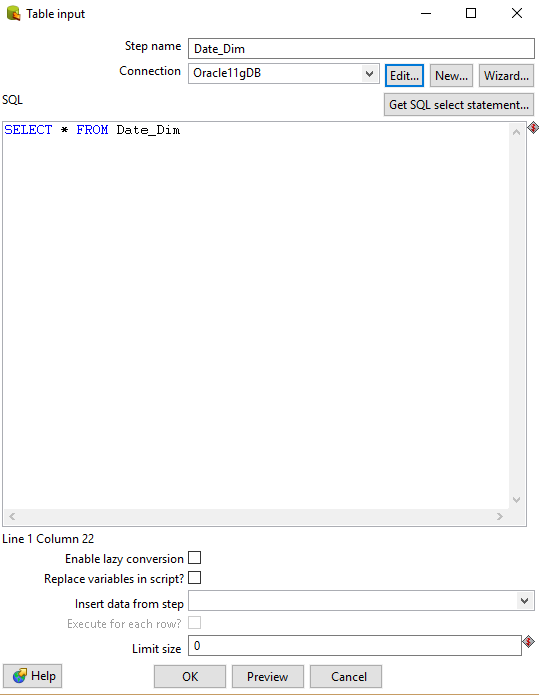 Table input
Step name Date_Dim
Connection Oracle11gDB Edit... New... Wizard...
SQL Get SQL select statement...
SELECT * FROM Date_Dim
Line 1 Column 22
Enable lazy conversion
Replace variables in script?
Insert data from step
Execute for each row?
Limit size 0
Help OK Preview Cancel